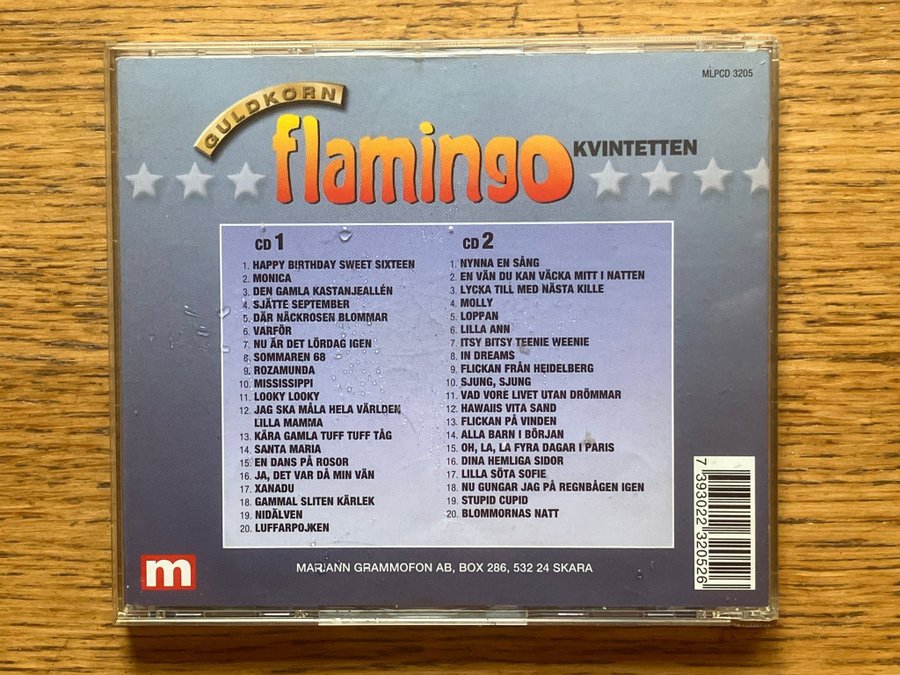 MLPCD 3205
GULDKORN
flamingo KVINTETTEN
CD 1
1. HAPPY BIRTHDAY SWEET SIXTEEN
2. MONICA
3. DEN GAMLA KASTANJEALLÉN
4. SJÄTTE SEPTEMBER
5. DÄR NÄCKROSEN BLOMMAR
6. VARFÖR
7. NU ÄR DET LÖRDAG IGEN
8. SOMMAREN 68
9. ROZAMUNDA
10. MISSISSIPPI
11. LOOKY LOOKY
12. JAG SKA MÅLA HELA VÄRLDEN
LILLA MAMMA
13. KÄRA GAMLA TUFF TUFF TÅG
14. SANTA MARIA
15. EN DANS PÅ ROSOR
16. JA, DET VAR DÅ MIN VÄN
17. XANADU
18. GAMMAL SLITEN KÄRLEK
19. NIDÄLVEN
20. LUFFARPOJKEN
CD 2
1. NYNNA EN SÅNG
2. EN VÄN DU KAN VÄCKA MITT I NATTEN
3. LYCKA TILL MED NÄSTA KILLE
4. MOLLY
5. LOPPAN
6. LILLA ANN
7. ITSY BITSY TEENIE WEENIE
8. IN DREAMS
9. FLICKAN FRÅN HEIDELBERG
10. SJUNG, SJUNG
11. VAD VORE LIVET UTAN DRÖMMAR
12. HAWAIIS VITA SAND
13. FLICKAN PÅ VINDEN
14. ALLA BARN I BÖRJAN
15. OH, LA, LA FYRA DAGAR I PARIS
16. DINA HEMLIGA SIDOR
17. LILLA SÖTA SOFIE
18. NU GUNGAR JAG PÅ REGNBÅGEN IGEN
19. STUPID CUPID
20. BLOMMORNAS NATT
7 393022 320526
m
MARIANN GRAMMOFON AB, BOX 286, 532 24 SKARA